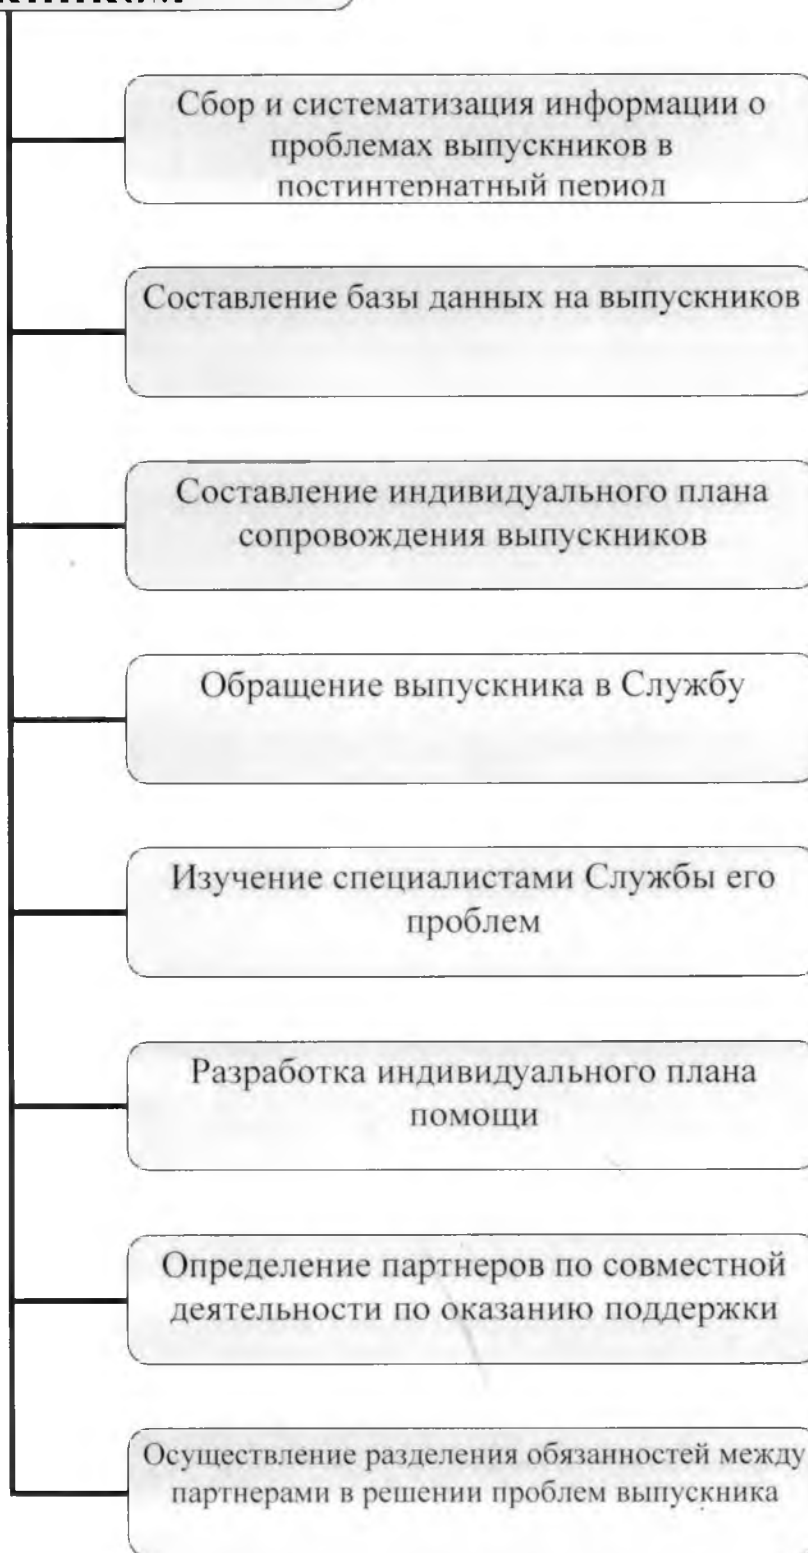 Сбор и систематизация информации о
проблемах выпускников в
постинтернатный период
Составление базы данных на выпускников
Составление индивидуального плана
сопровождения выпускников
Обращение выпускника в Службу
Изучение специалистами Службы его
проблем
Разработка индивидуального плана
помощи
Определение партнеров по совместной
деятельности по оказанию поддержки
Осуществление разделения обязанностей между
партнерами в решении проблем выпускника